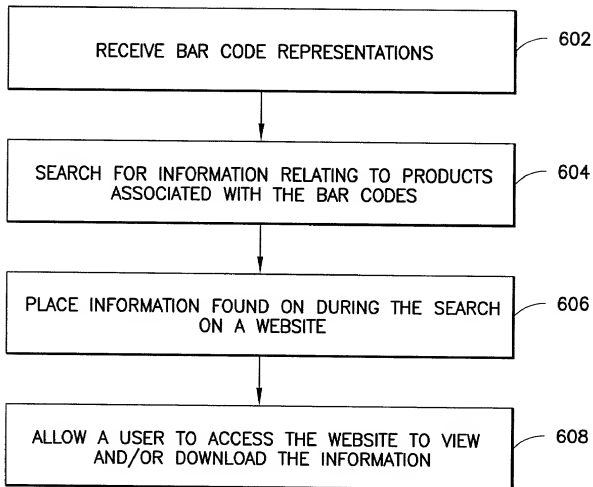 RECEIVE BAR CODE REPRESENTATIONS
602
SEARCH FOR INFORMATION RELATING TO PRODUCTS
ASSOCIATED WITH THE BAR CODES
604
PLACE INFORMATION FOUND ON DURING THE SEARCH
ON A WEBSITE
606
ALLOW A USER TO ACCESS THE WEBSITE TO VIEW
AND/OR DOWNLOAD THE INFORMATION
608